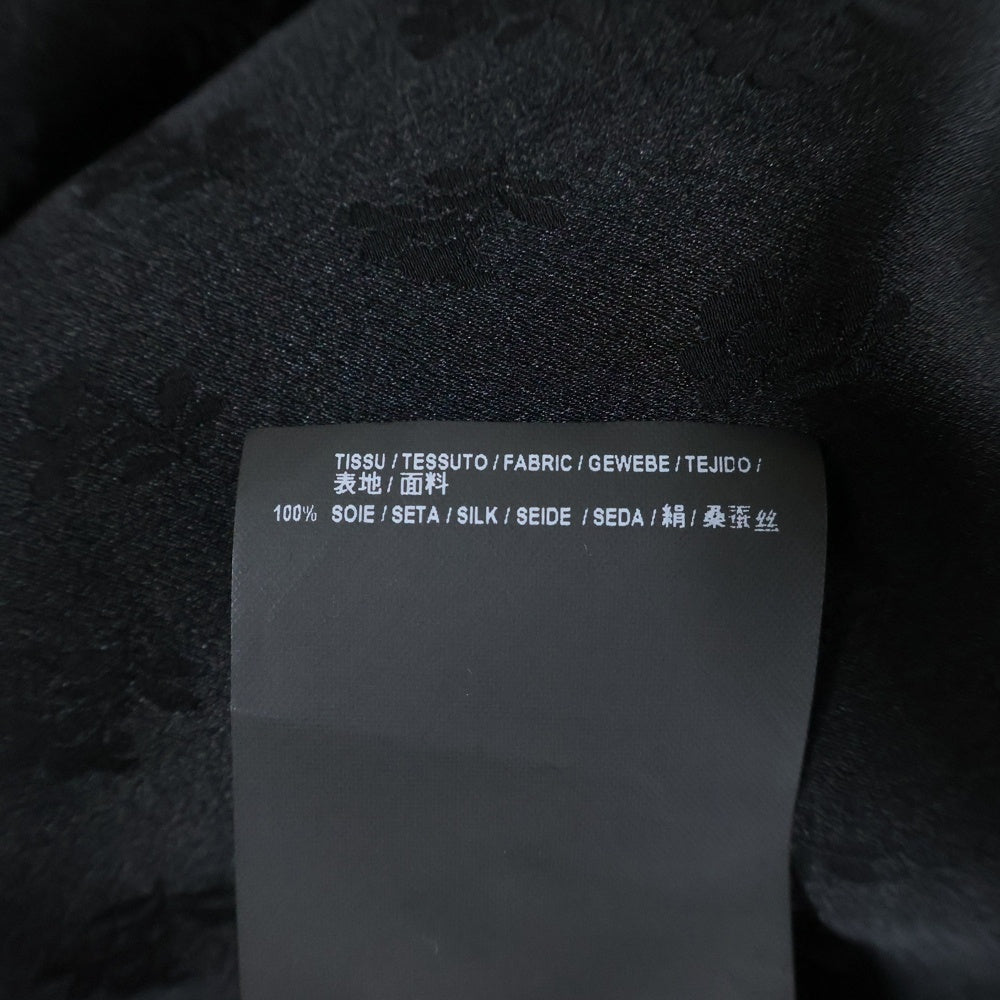 TISSU / TESSUTO / FABRIC / GEWEBE / TEJIDO /
表地 / 面料
100% SOIE / SETA / SILK / SEIDE / SEDA / 絹 / 桑蚕丝